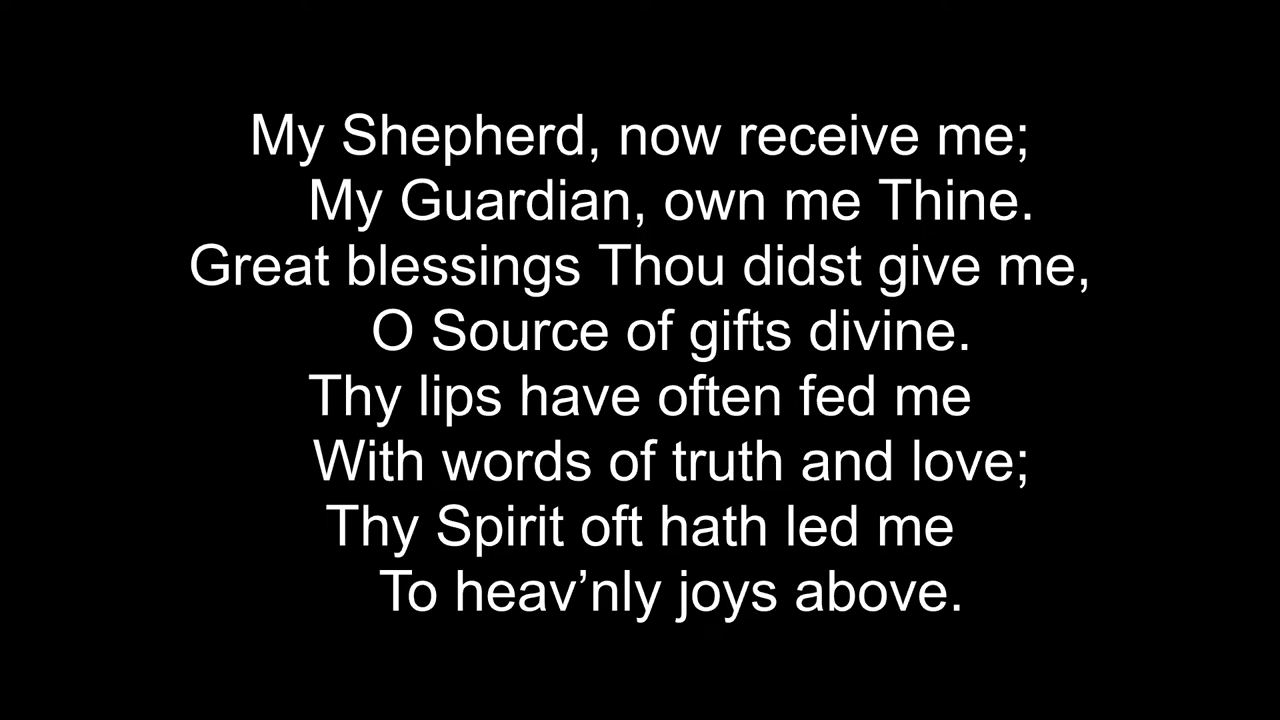 My Shepherd, now receive me;
My Guardian, own me Thine.
Great blessings Thou didst give me,
O Source of gifts divine.
Thy lips have often fed me
With words of truth and love;
Thy Spirit oft hath led me
To heav’nly joys above.